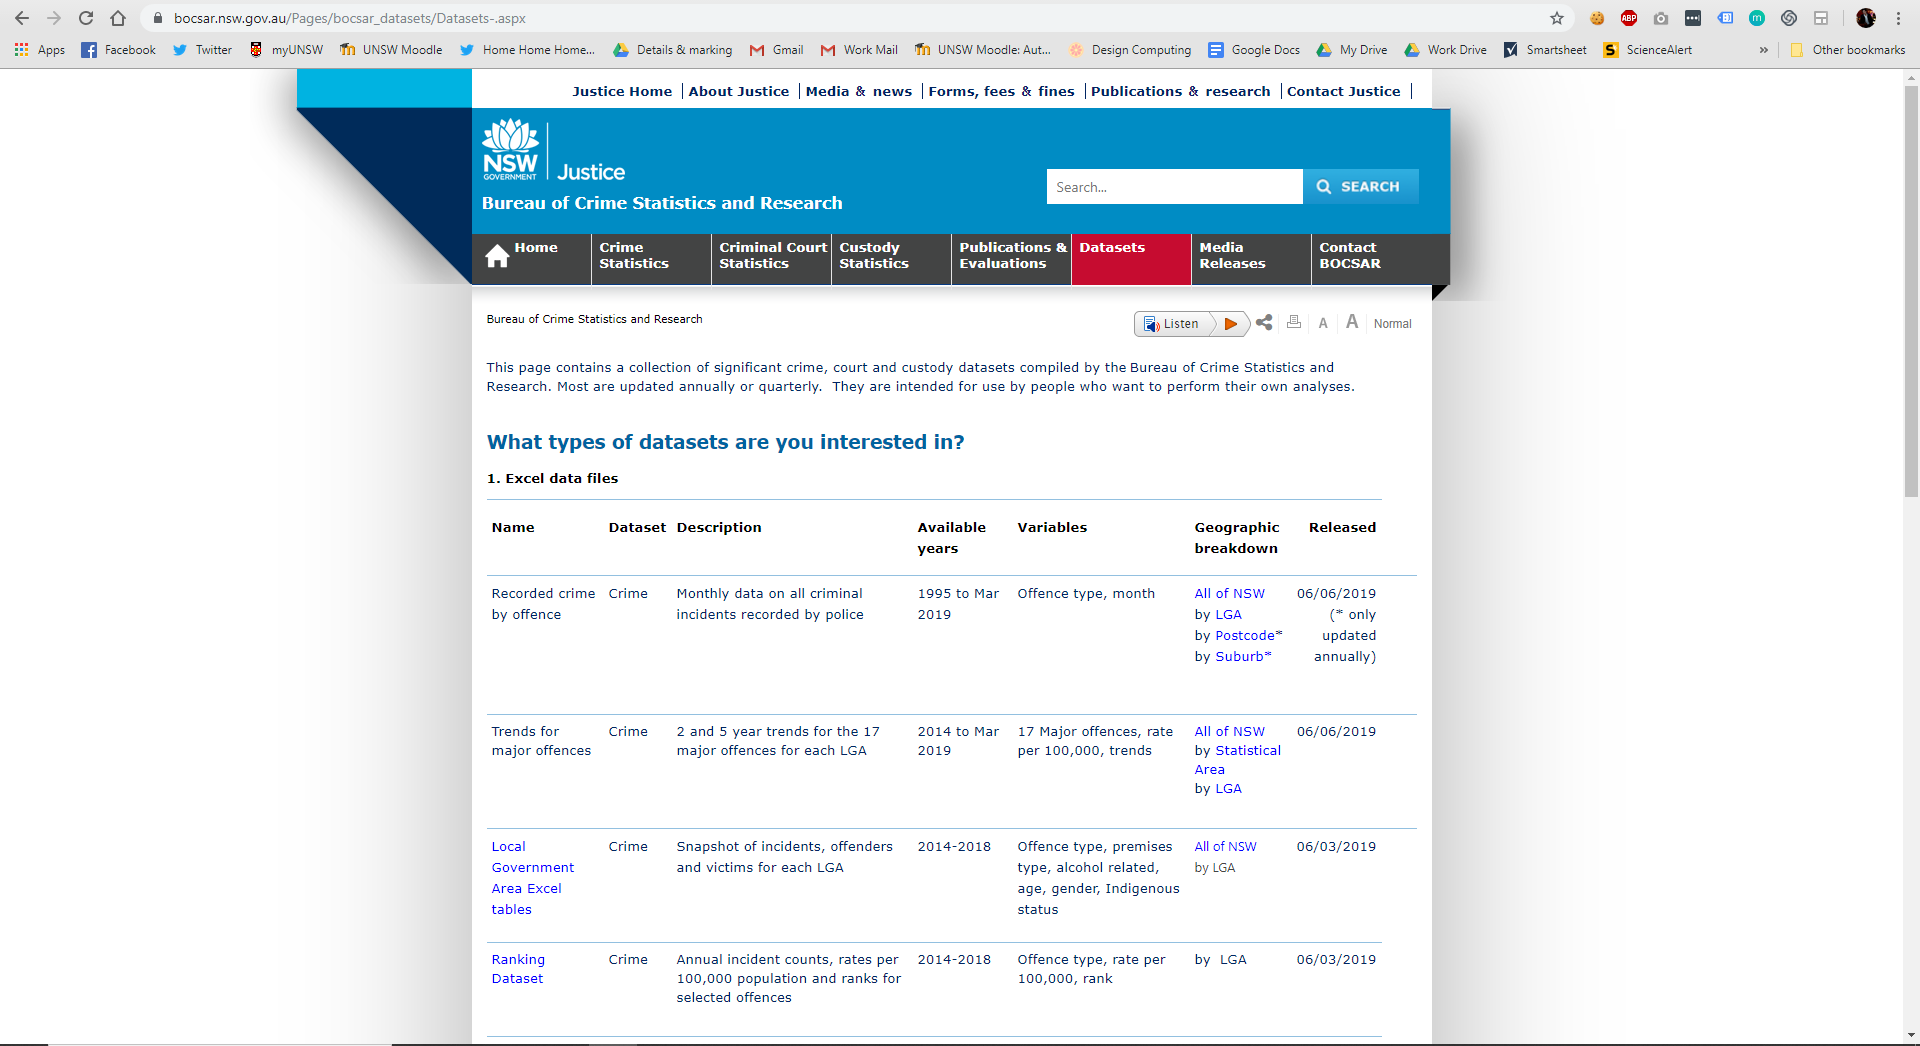 bocsar.nsw.gov.au/Pages/bocsar_datasets/Datasets-.aspx
ABP
m
Apps Facebook Twitter myUNSW UNSW Moodle Home Home Home... Details & marking Gmail Work Mail UNSW Moodle: Aut... Design Computing Google Docs My Drive Work Drive Smartsheet S ScienceAlert » Other bookmarks
Justice Home About Justice Media & news Forms, fees & fines Publications & research Contact Justice
NSW
GOVERNMENT
Justice
Bureau of Crime Statistics and Research
Search...
SEARCH
Home Crime Criminal Court Custody Publications & Datasets Media Contact
Statistics Statistics Statistics Evaluations Releases BOCSAR
Bureau of Crime Statistics and Research
Listen A A Normal
This page contains a collection of significant crime, court and custody datasets compiled by the Bureau of Crime Statistics and
Research. Most are updated annually or quarterly. They are intended for use by people who want to perform their own analyses.
What types of datasets are you interested in?
1. Excel data files
Name Dataset Description Available Variables Geographic Released
years breakdown
Recorded crime Crime Monthly data on all criminal 1995 to Mar Offence type, month All of NSW 06/06/2019
by offence incidents recorded by police 2019 by LGA (* only
by Postcode* updated
by Suburb* annually)
Trends for Crime 2 and 5 year trends for the 17 2014 to Mar 17 Major offences, rate All of NSW 06/06/2019
major offences major offences for each LGA 2019 per 100,000, trends by Statistical
Area
by LGA
Local Crime Snapshot of incidents, offenders 2014-2018 Offence type, premises All of NSW 06/03/2019
Government and victims for each LGA type, alcohol related, by LGA
Area Excel age, gender, Indigenous
tables status
Ranking Crime Annual incident counts, rates per 2014-2018 Offence type, rate per by LGA 06/03/2019
Dataset 100,000 population and ranks for 100,000, rank
selected offences